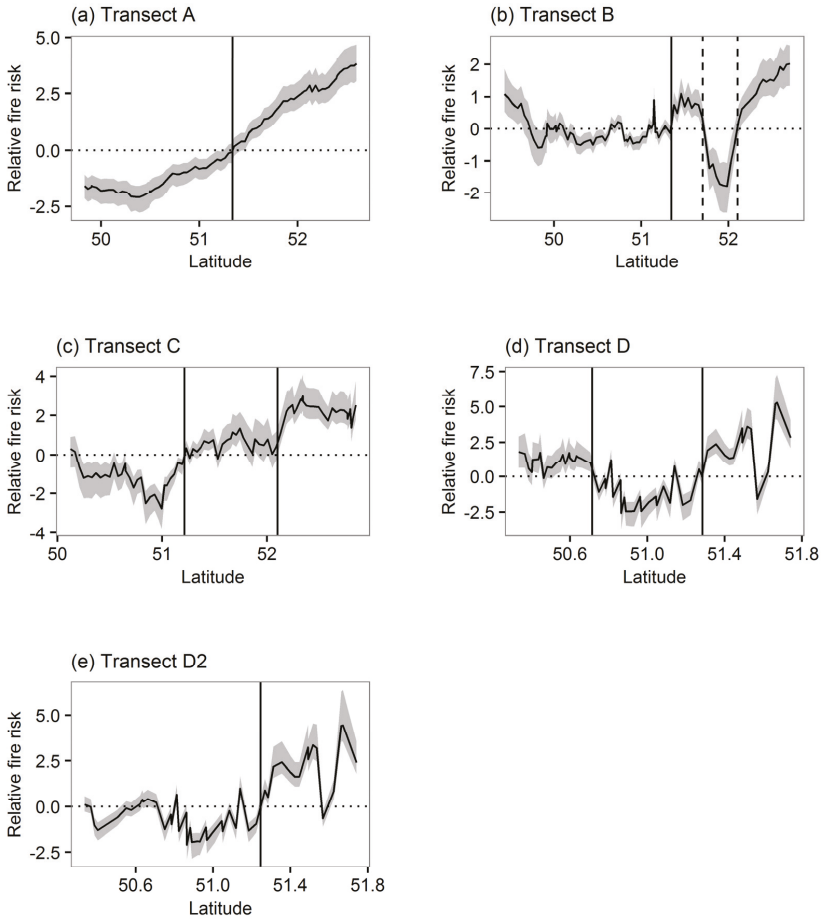 (a) Transect A
5.0
2.5
0.0
-2.5
Relative fire risk
50 51 52
Latitude
(b) Transect B
2
1
0
-1
-2
Relative fire risk
50 51 52
Latitude
(c) Transect C
4
2
0
-2
-4
Relative fire risk
50 51 52
Latitude
(d) Transect D
7.5
5.0
2.5
0.0
-2.5
Relative fire risk
50.6 51.0 51.4 51.8
Latitude
(e) Transect D2
5.0
2.5
0.0
-2.5
Relative fire risk
50.6 51.0 51.4 51.8
Latitude